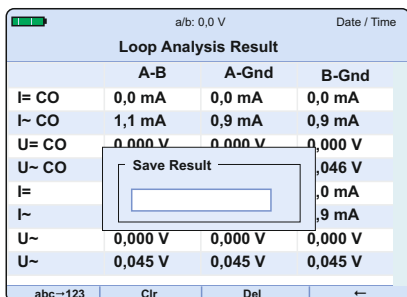 a/b: 0,0 V Date / Time
Loop Analysis Result
A-B A-Gnd B-Gnd
I= CO 0,0 mA 0,0 mA 0,0 mA
I~ CO 1,1 mA 0,9 mA 0,9 mA
U= CO 0,000 V 0,000 V 0,000 V
U~ CO ,046 V
Save Result
I= ,0 mA
I~ ,9 mA
U~ 0,000 V 0,000 V 0,000 V
U~ 0,045 V 0,045 V 0,045 V
abc→123 Clr Del ←